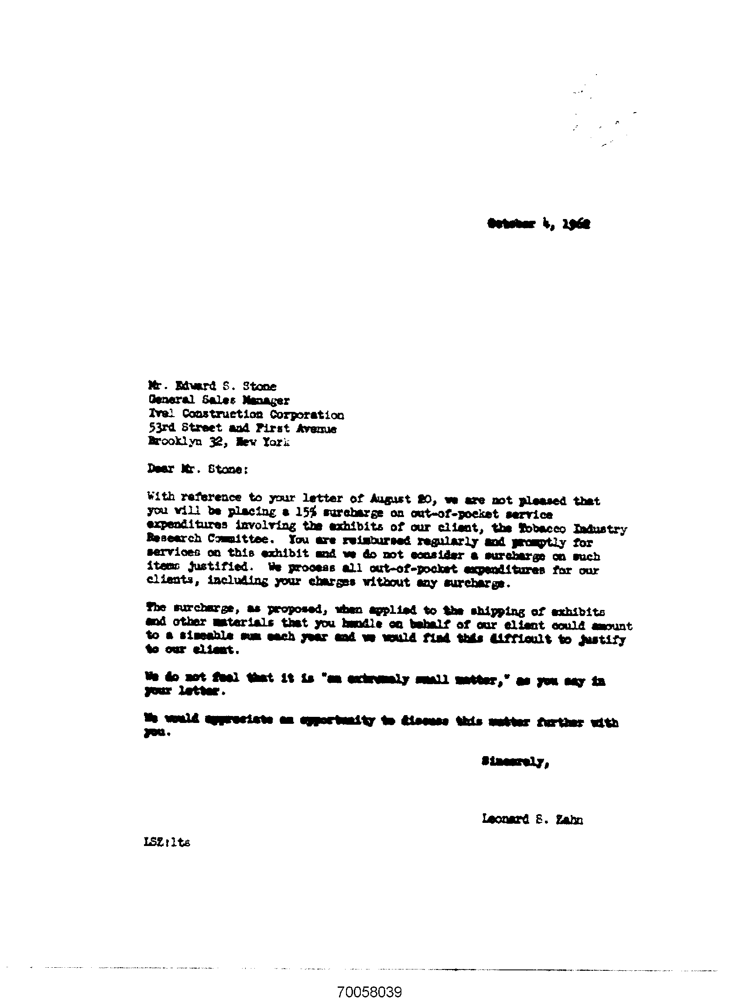 October 4, 1962
Mr. Edward S. Stone
General Sales Manager
Ivel Construction Corporation
53rd Street and First Avenue
Brooklyn 32, New York
Dear Mr. Stone:
With reference to your letter of August 20, we are not pleased that
you will be placing a 15% surcharge on out-of-pocket service
expenditures involving the exhibits of our client, the Tobacco Industry
Research Committee. You are reimbursed regularly and promptly for
services on this exhibit and we do not consider a surcharge on such
items justified. We process all out-of-pocket expenditures for our
clients, including your charges without any surcharge.
The surcharge, as proposed, when applied to the shipping of exhibits
and other materials that you handle on behalf of our client could amount
to a sizeable sum each year and we would find this difficult to justify
to our client.
We do not feel that it is "an extremely small matter," as you say in
your letter.
We would appreciate an opportunity to discuss this matter further with
you.
Sincerely,
Leonard S. Zahn
LSZ:lts
70058039